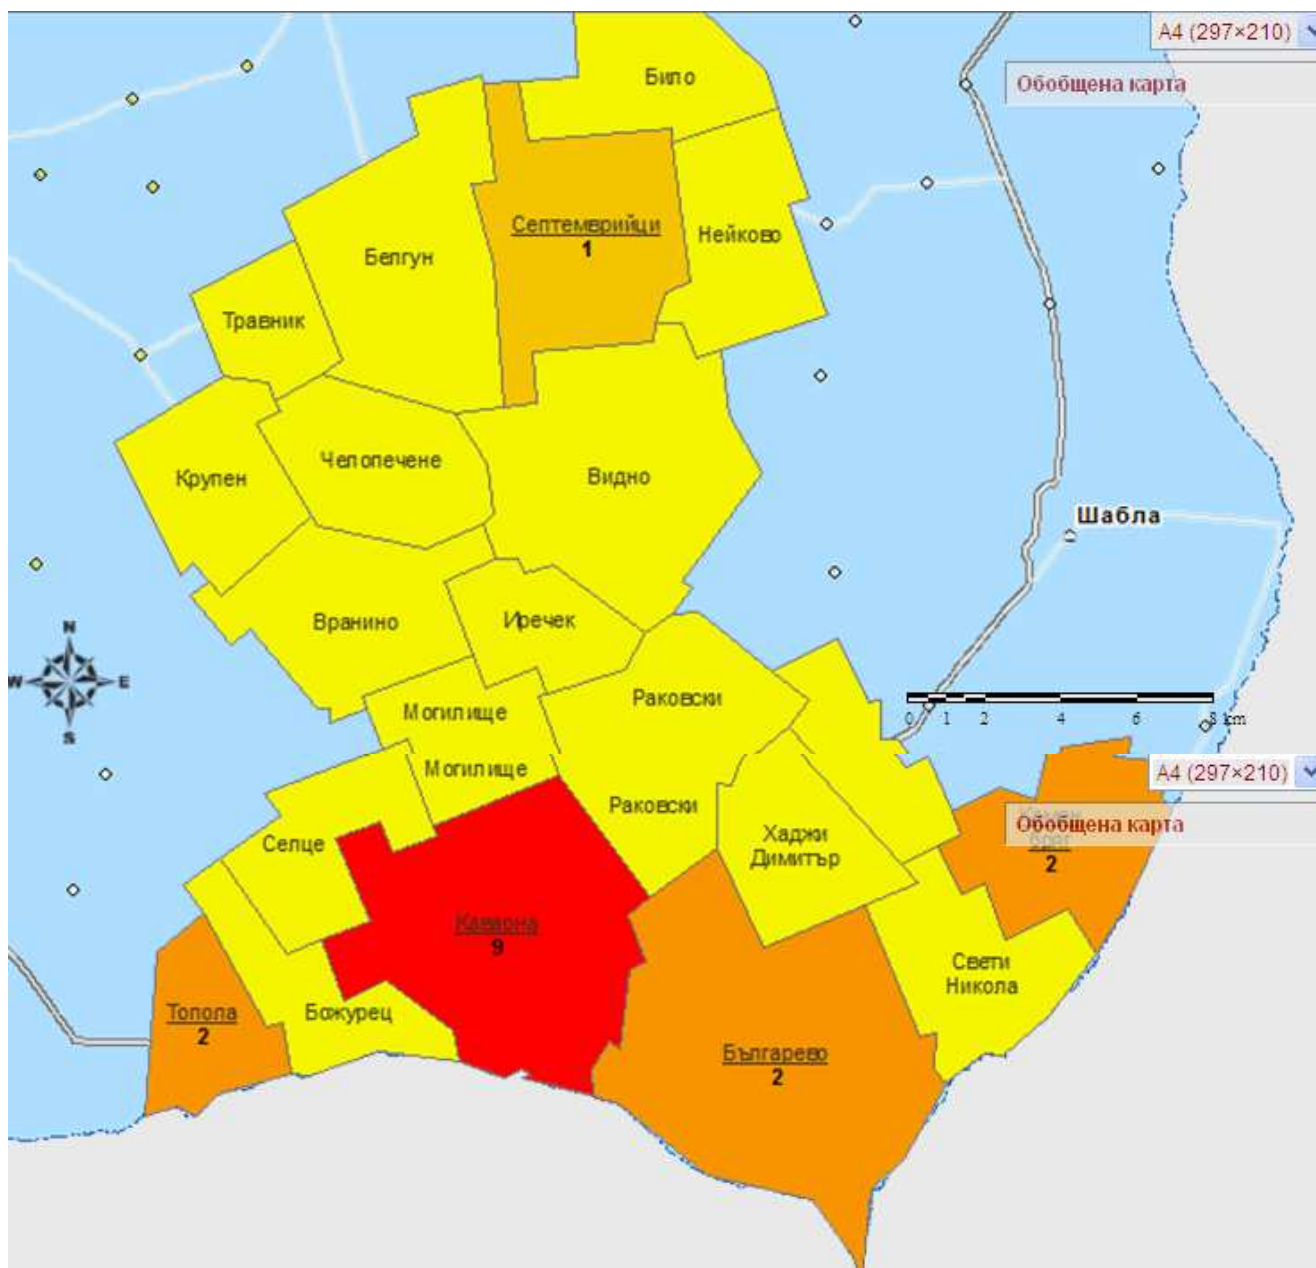 A4 (297×210)
Било
Обобщена карта
Септемврийци
1
Нейково
Белгун
Травник
Челопечене
Крупен
Видно
Шабла
Иречек
Вранино
N
W
E
S
Раковски
Могилище
0 1 2 4 6 8 km
Могилище
A4 (297×210)
Раковски
Обобщена карта
Хаджи
Димитър
Селце
2
Каварна
9
Свети
Никола
Топола
2
Божурец
Българево
2